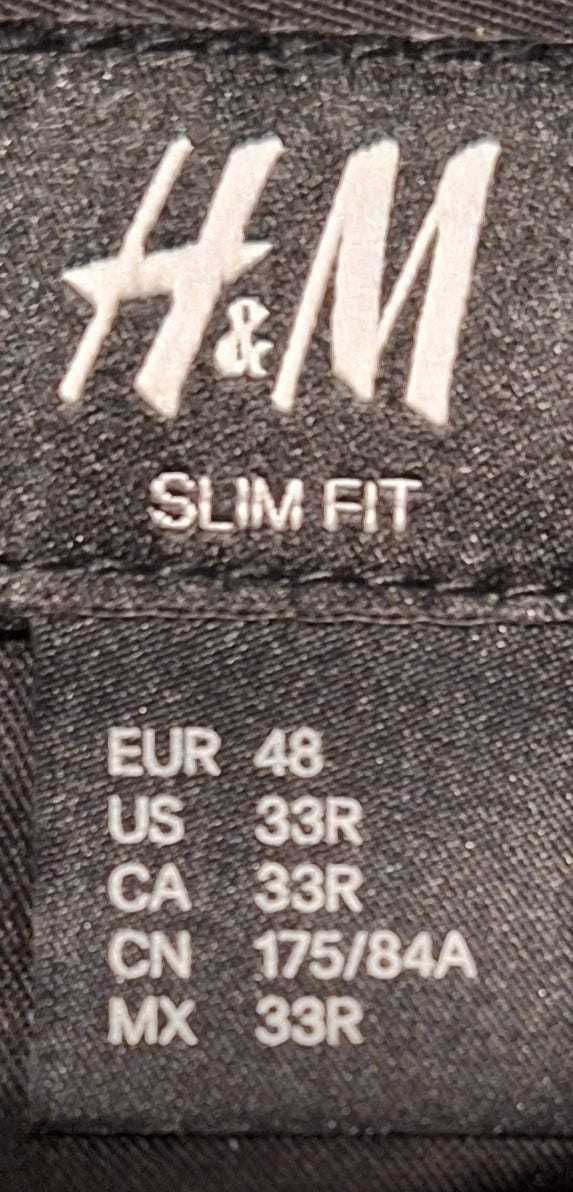 H&M
SLIM FIT
EUR 48
US 33R
CA 33R
CN 175/84A
MX 33R